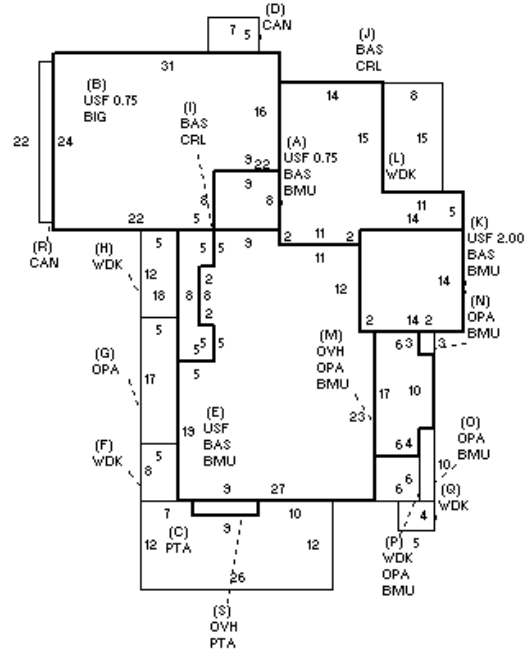 (D)
CAN
7
5
(J)
BAS
CRL
31
(B)
USF 0.75
BIG
(I)
BAS
CRL
16
14
8
22
24
(A)
USF 0.75
BAS
BMU
15
15
(L)
WDK
9
22
9
8
8
11
5
22
5
14
(K)
USF 2.00
BAS
BMU
(R)
CAN
(H)
WDK
5
5
5
9
2
11
2
11
12
2
8
8
18
12
14
2
(N)
OPA
BMU
5
5
5
2
14
2
(M)
OVH
OPA
BMU
6
3
3
(G)
OPA
5
5
17
17
10
(E)
USF
BAS
BMU
19
23
(O)
OPA
BMU
(F)
WDK
5
8
6
4
10
6
6
(Q)
WDK
9
27
7
(C)
PTA
9
10
12
12
4
5
26
(P)
WDK
OPA
BMU
(S)
OVH
PTA